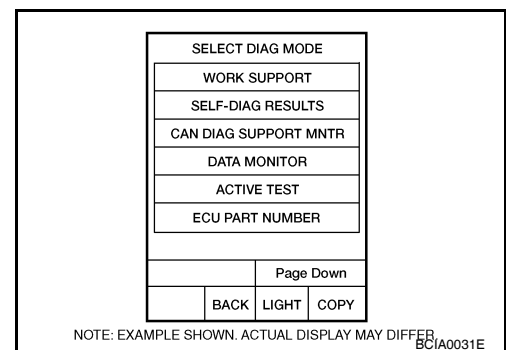 SELECT DIAG MODE
WORK SUPPORT
SELF-DIAG RESULTS
CAN DIAG SUPPORT MNTR
DATA MONITOR
ACTIVE TEST
ECU PART NUMBER
Page Down
BACK LIGHT COPY
NOTE: EXAMPLE SHOWN. ACTUAL DISPLAY MAY DIFFER.
BCIA0031E